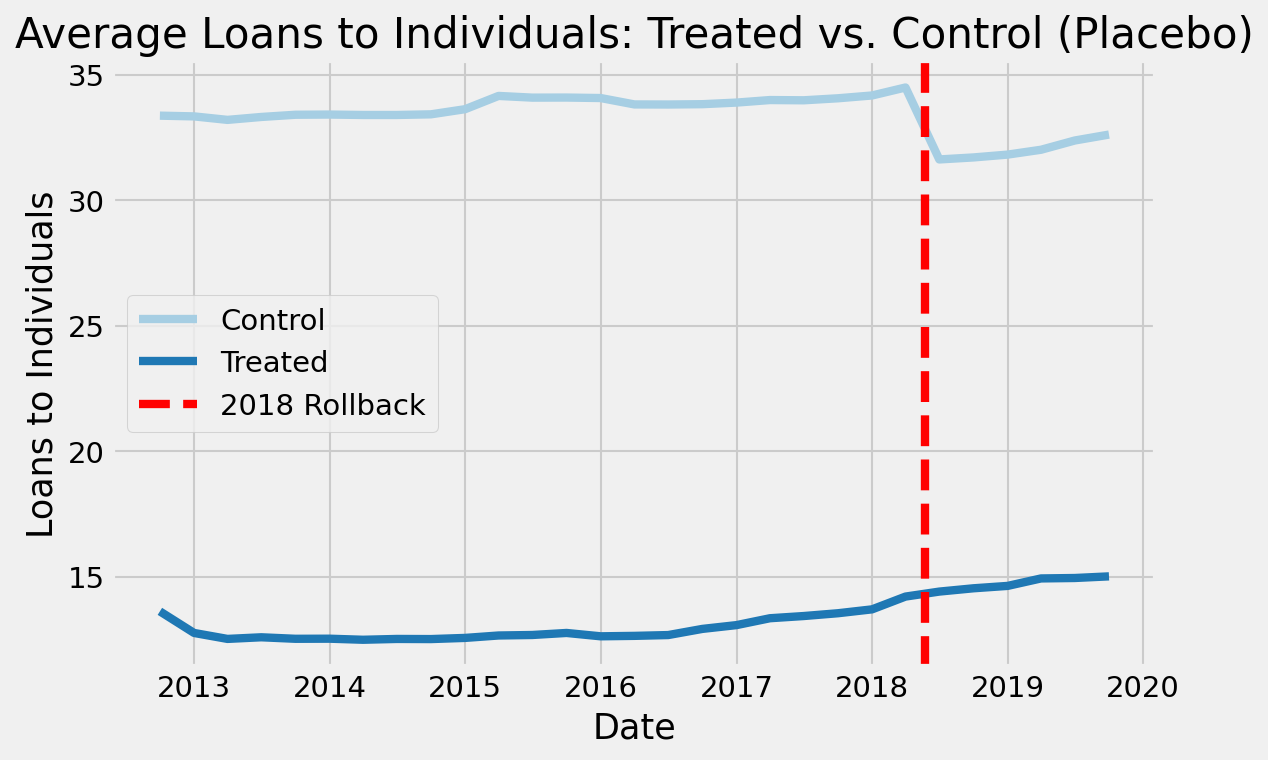 Average Loans to Individuals: Treated vs. Control (Placebo)
Loans to Individuals
35
30
25
20
15
Control
Treated
2018 Rollback
2013 2014 2015 2016 2017 2018 2019 2020
Date